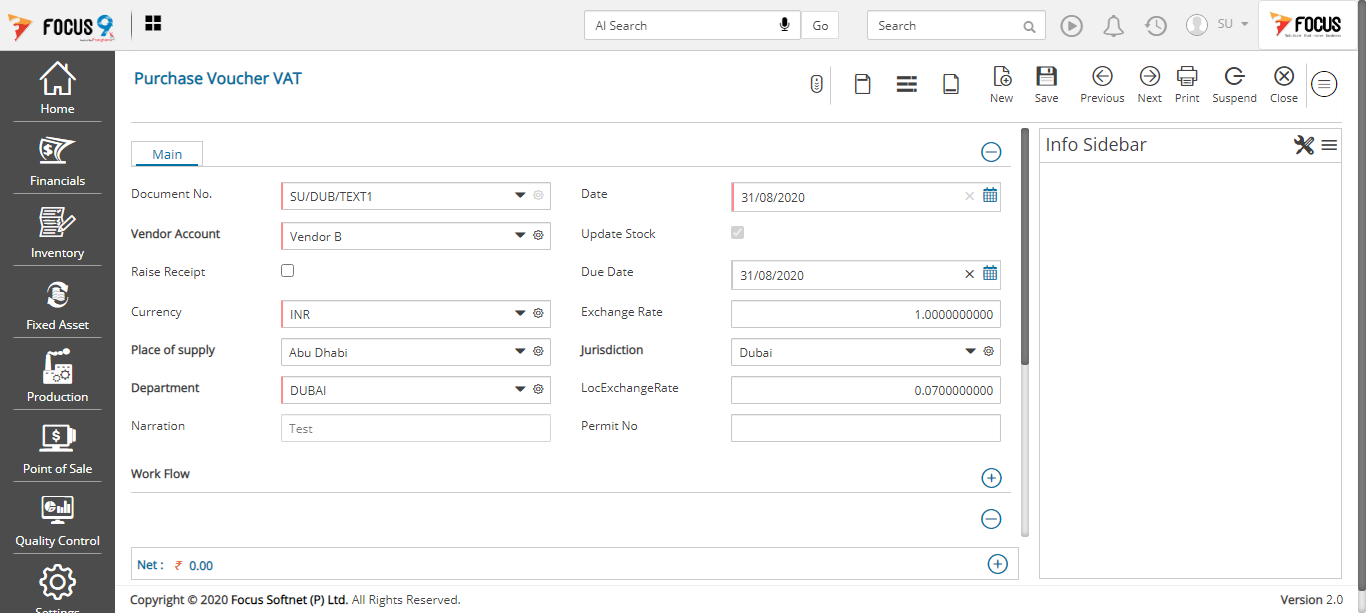 FOCUS 9
AI Search
Go
Search
SU
FOCUS
Home
Financials
Inventory
Fixed Asset
Production
Point of Sale
Quality Control
Settings
Purchase Voucher VAT
New
Save
Previous
Next
Print
Suspend
Close
Main
Document No. SU/DUB/TEXT1
Date 31/08/2020
Vendor Account Vendor B
Update Stock
Raise Receipt
Due Date 31/08/2020
Currency INR
Exchange Rate 1.0000000000
Place of supply Abu Dhabi
Jurisdiction Dubai
Department DUBAI
LocExchangeRate 0.0700000000
Narration Test
Permit No
Work Flow
Net : ₹ 0.00
Info Sidebar
Copyright © 2020 Focus Softnet (P) Ltd. All Rights Reserved.
Version 2.0